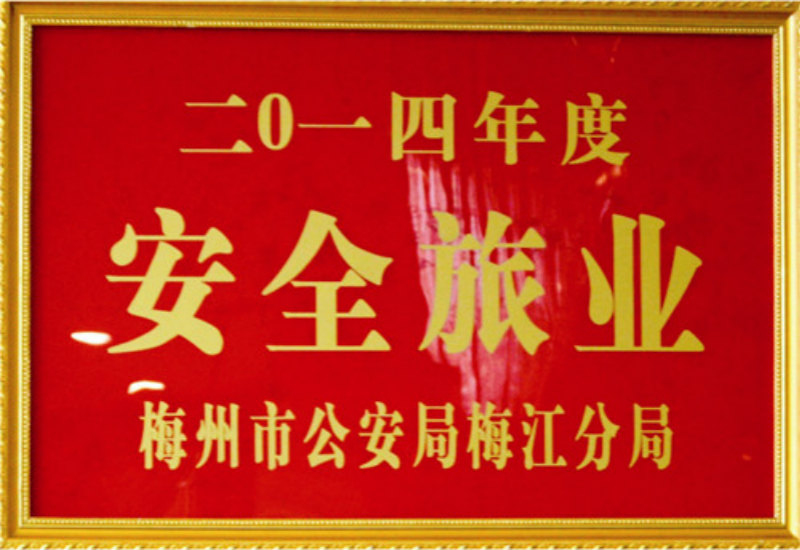 二0一四年度
安全旅业
梅州市公安局梅江分局